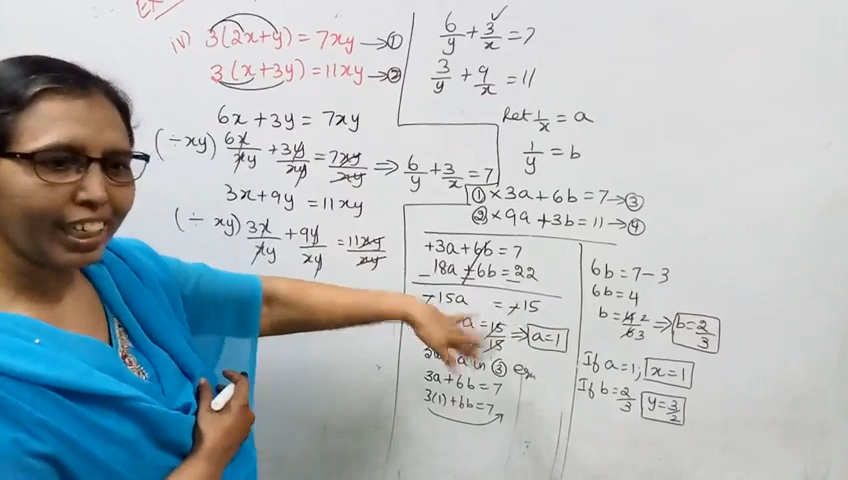 Ex
iv) 3(2x+y) = 7xy → ①
3(x+3y) = 11xy → ②
6x + 3y = 7xy
(÷xy) 6x/xy + 3y/xy = 7xy/xy ⇒ 6/y + 3/x = 7
3x + 9y = 11xy
(÷ xy) 3x/xy + 9y/xy = 11xy/xy
6/y + 3/x = 7
3/y + 9/x = 11
Let 1/x = a
1/y = b
① × 3a + 6b = 7 → ③
② × 9a + 3b = 11 → ④
+3a + 6b = 7
18a + 6b = 22
-15a = -15
a = 15/15 ⇒ a=1
a in ③ eqn
3a + 6b = 7
3(1) + 6b = 7
6b = 7 - 3
6b = 4
b = 4 2/6 3 ⇒ b = 2/3
If a = 1, x = 1
If b = 2/3 y = 3/2